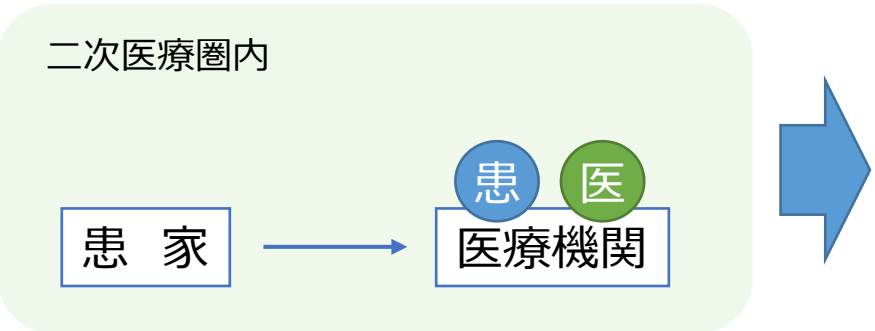 二次医療圏内
患 医
患 家
医療機関